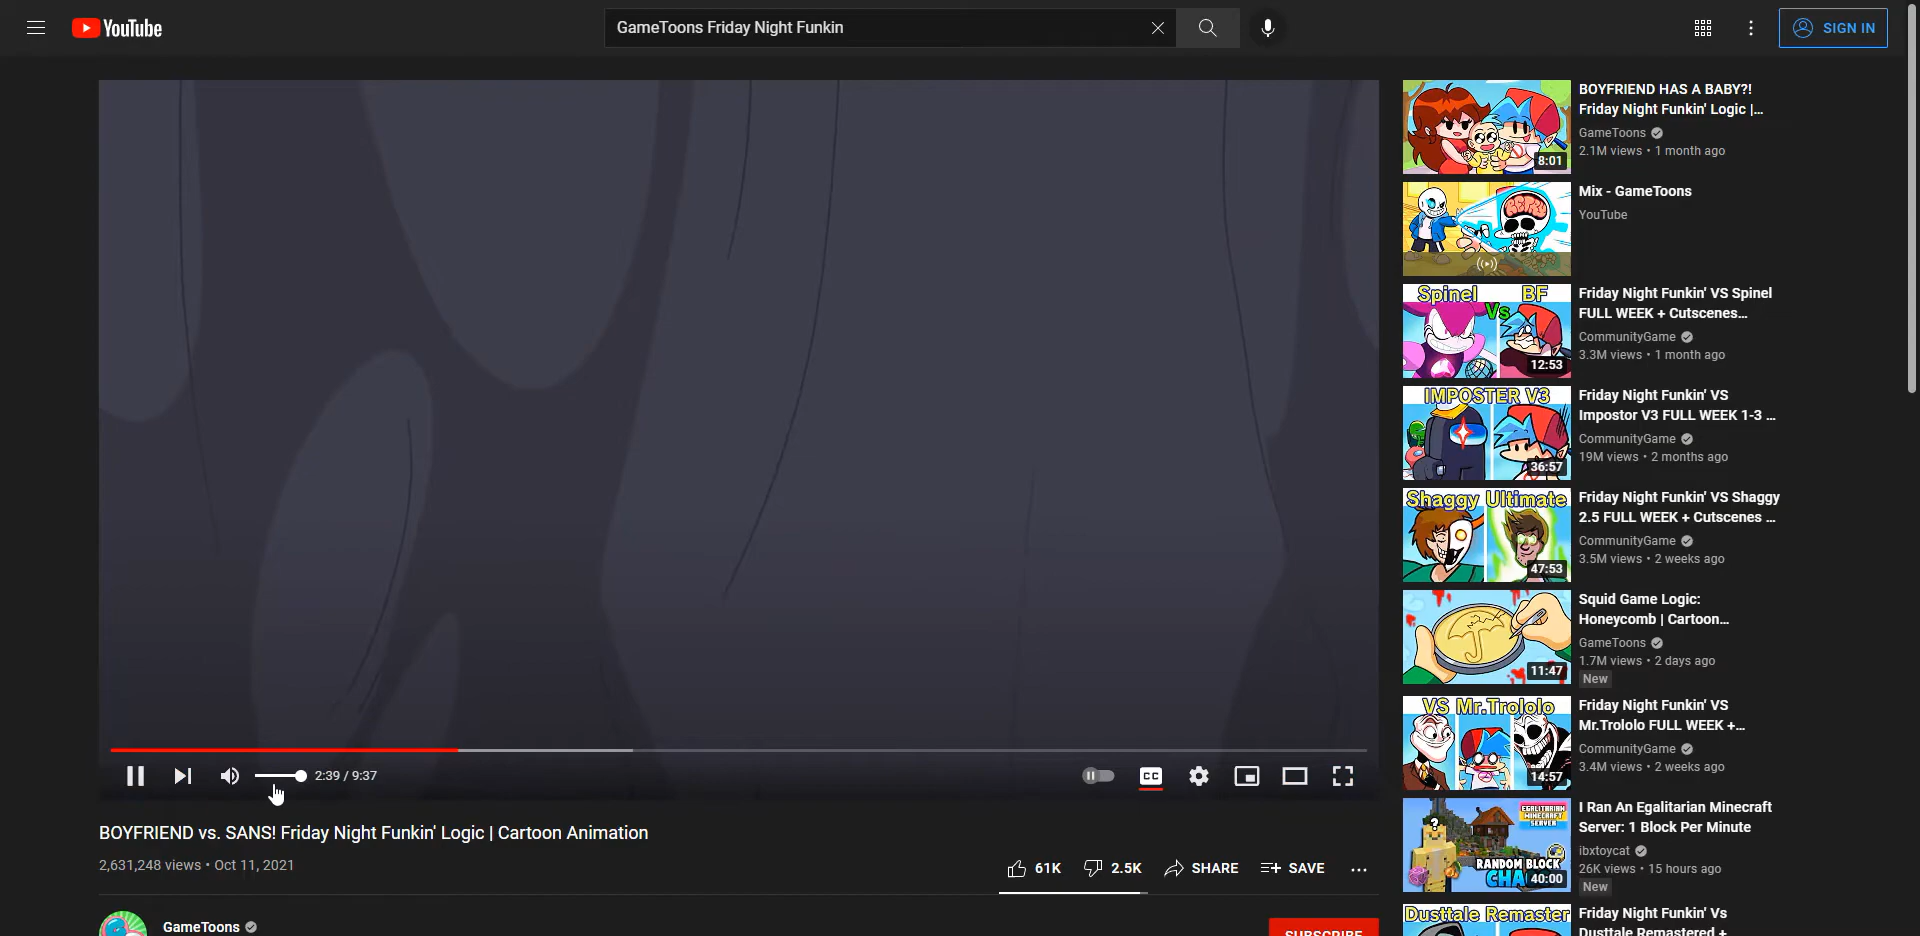 YouTube
GameToons Friday Night Funkin
SIGN IN
2:39 / 9:37
CC
BOYFRIEND vs. SANS! Friday Night Funkin' Logic | Cartoon Animation
2,631,248 views • Oct 11, 2021
61K
2.5K
SHARE
SAVE
GameToons
SUBSCRIBE
8:01
BOYFRIEND HAS A BABY?!
Friday Night Funkin' Logic |...
GameToons
2.1M views • 1 month ago
Mix - GameToons
YouTube
Spinel Vs BF
12:53
Friday Night Funkin' VS Spinel
FULL WEEK + Cutscenes...
CommunityGame
3.3M views • 1 month ago
IMPOSTER V3
36:57
Friday Night Funkin' VS
Impostor V3 FULL WEEK 1-3 ...
CommunityGame
19M views • 2 months ago
Shaggy Ultimate
47:53
Friday Night Funkin' VS Shaggy
2.5 FULL WEEK + Cutscenes ...
CommunityGame
3.5M views • 2 weeks ago
11:47
Squid Game Logic:
Honeycomb | Cartoon...
GameToons
1.7M views • 2 days ago
New
VS Mr.Trololo
14:57
Friday Night Funkin' VS
Mr.Trololo FULL WEEK +...
CommunityGame
3.4M views • 2 weeks ago
EGALITARIAN
MINECRAFT
SERVER
?
RANDOM BLOCK
40:00
I Ran An Egalitarian Minecraft
Server: 1 Block Per Minute
ibxtoycat
26K views • 15 hours ago
New
Dusttale Remaster
Friday Night Funkin' Vs
Dusttale Remastered +